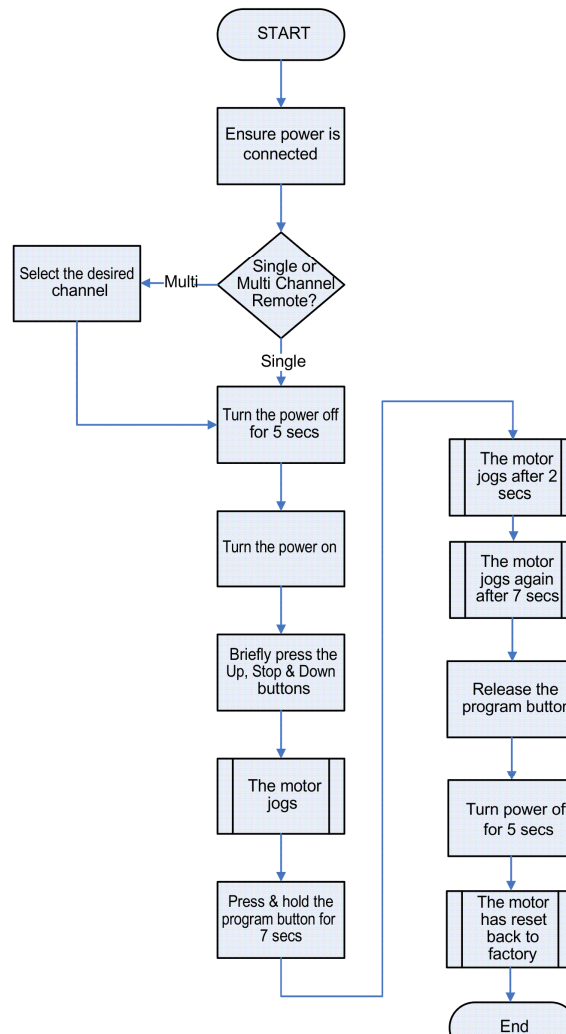 START
Ensure power is
connected
Single or
Multi Channel
Remote?
Multi
Select the desired
channel
Single
Turn the power off
for 5 secs
Turn the power on
Briefly press the
Up, Stop & Down
buttons
The motor
jogs
Press & hold the
program button for
7 secs
The motor
jogs after 2
secs
The motor
jogs again
after 7 secs
Release the
program button
Turn power of
for 5 secs
The motor
has reset
back to
factory
End